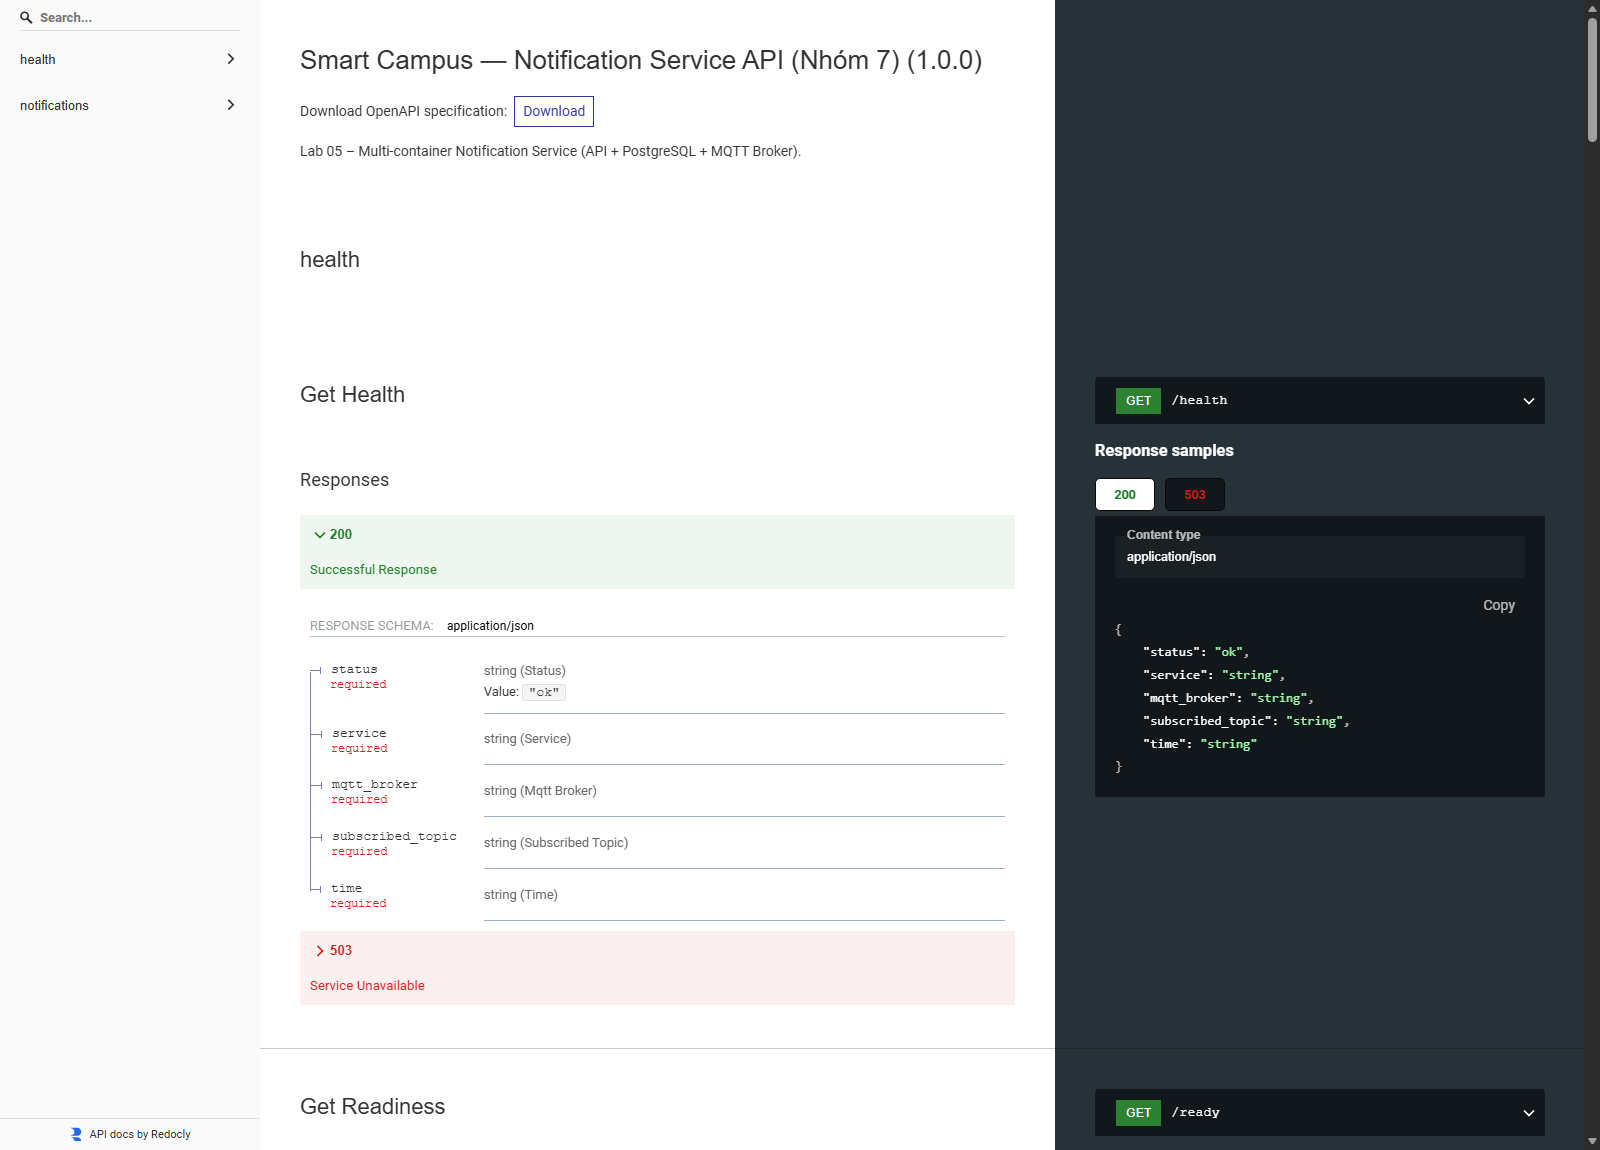 Search...
health
notifications
API docs by Redocly
Smart Campus — Notification Service API (Nhóm 7) (1.0.0)
Download OpenAPI specification: Download
Lab 05 – Multi-container Notification Service (API + PostgreSQL + MQTT Broker).
health
Get Health
Responses
200
Successful Response
RESPONSE SCHEMA: application/json
status
required
string (Status)
Value: "ok"
service
required
string (Service)
mqtt_broker
required
string (Mqtt Broker)
subscribed_topic
required
string (Subscribed Topic)
time
required
string (Time)
503
Service Unavailable
Get Readiness
GET /health
Response samples
200 503
Content type
application/json
Copy
{
"status": "ok",
"service": "string",
"mqtt_broker": "string",
"subscribed_topic": "string",
"time": "string"
}
GET /ready